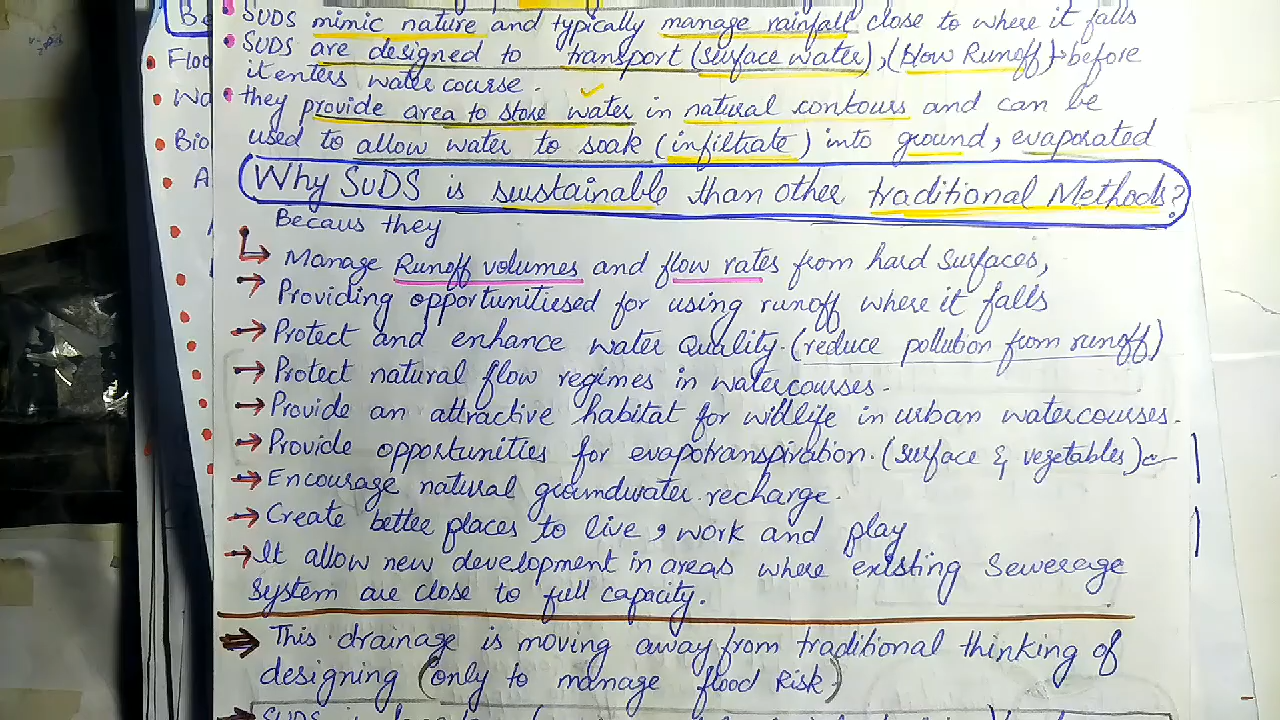 SUDS mimic nature and typically manage rainfall close to where it falls
SUDS are designed to transport (surface water), (slow Runoff) before
it enters water course.
they provide area to store water in natural contours and can be
used to allow water to soak (infiltrate) into ground, evaporated
Why SuDS is sustainable than other traditional Methods?
Becaus they
Manage Runoff volumes and flow rates from hard surfaces,
Providing opportunitiesed for using runoff where it falls
Protect and enhance water Quality. (reduce pollution from runoff)
Protect natural flow regimes in watercourses.
Provide an attractive habitat for wildlife in urban watercourses.
Provide opportunities for evapotranspiration. (surface & vegetables)
Encourage natural groundwater recharge.
Create better places to live, work and play
It allow new development in areas where existing Sewerage
System are close to full capacity.
This drainage is moving away from traditional thinking of
designing (only to manage flood Risk)
Be
Floo
Wa
Bio
A